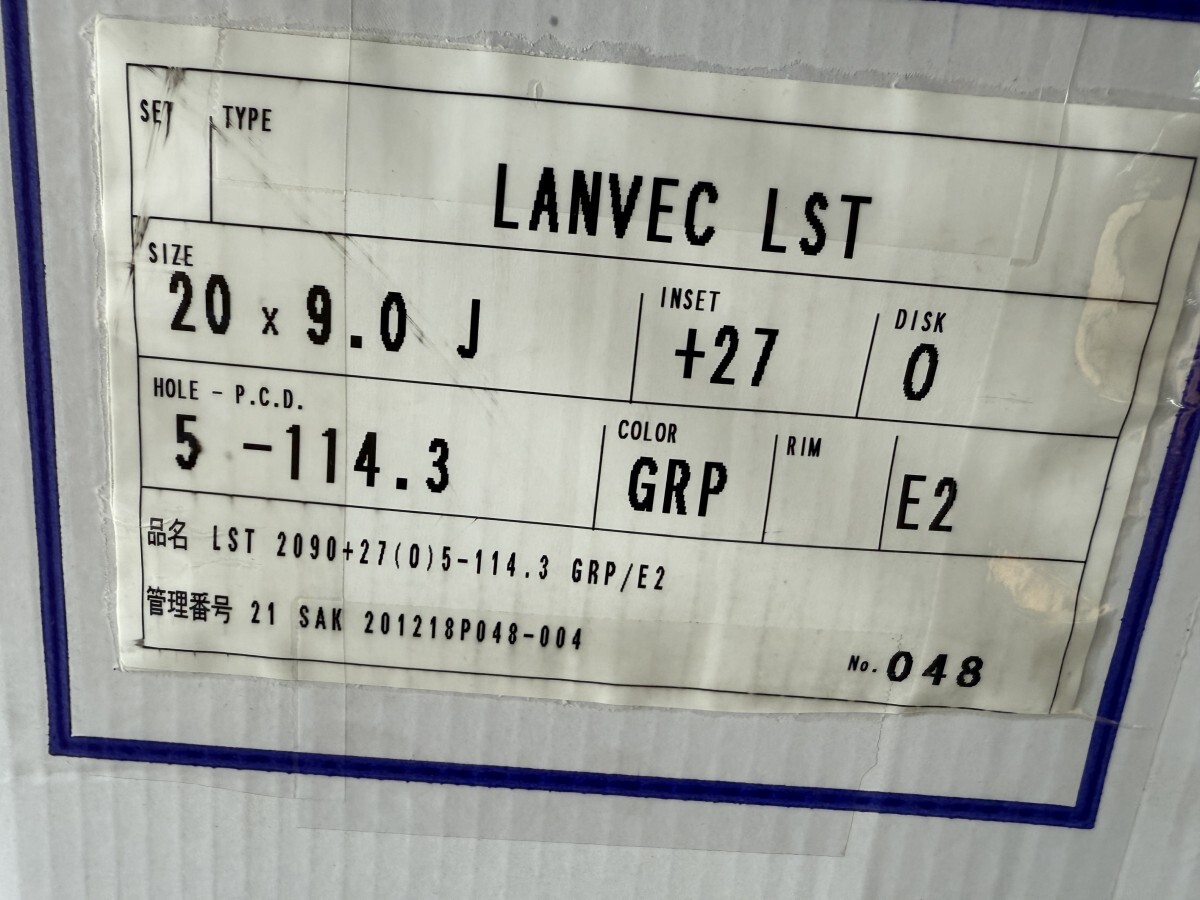 SET TYPE
LANVEC LST
SIZE INSET DISK
20 x 9.0 J +27 0
HOLE - P.C.D. COLOR RIM
5 -114.3 GRP E2
品名 LST 2090+27(0)5-114.3 GRP/E2
管理番号 21 SAK 201218P048-004
No. 048